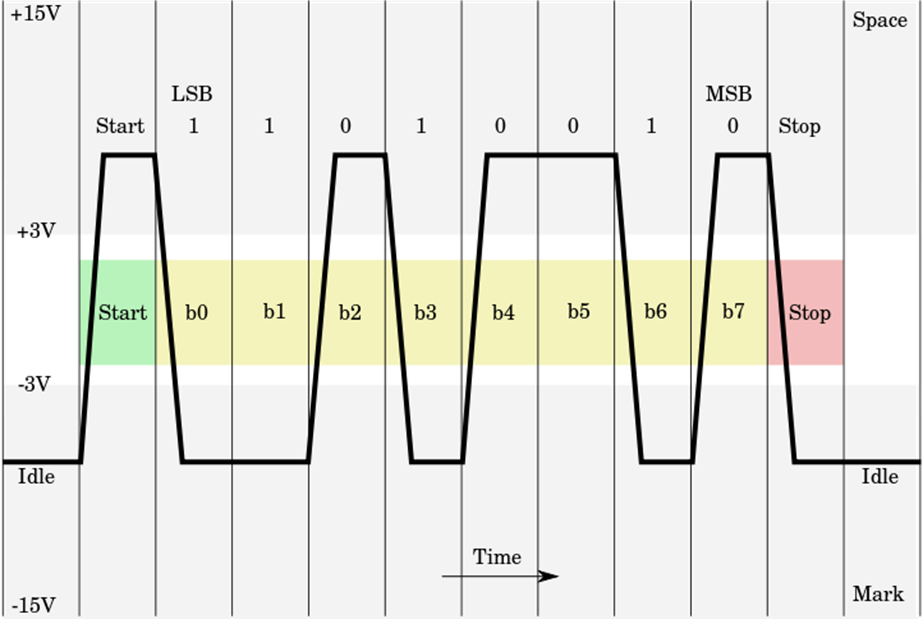 +15V
Space
LSB MSB
Start 1 1 0 1 0 0 1 0 Stop
+3V
Start b0 b1 b2 b3 b4 b5 b6 b7 Stop
-3V
Idle Idle
Time
Mark
-15V